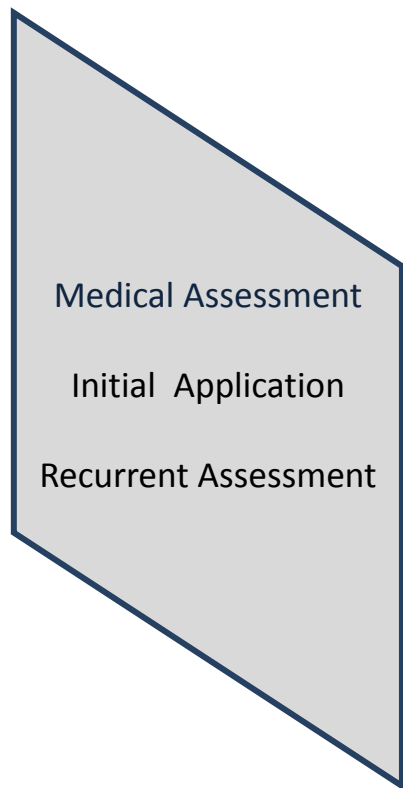 Medical Assessment
Initial Application
Recurrent Assessment